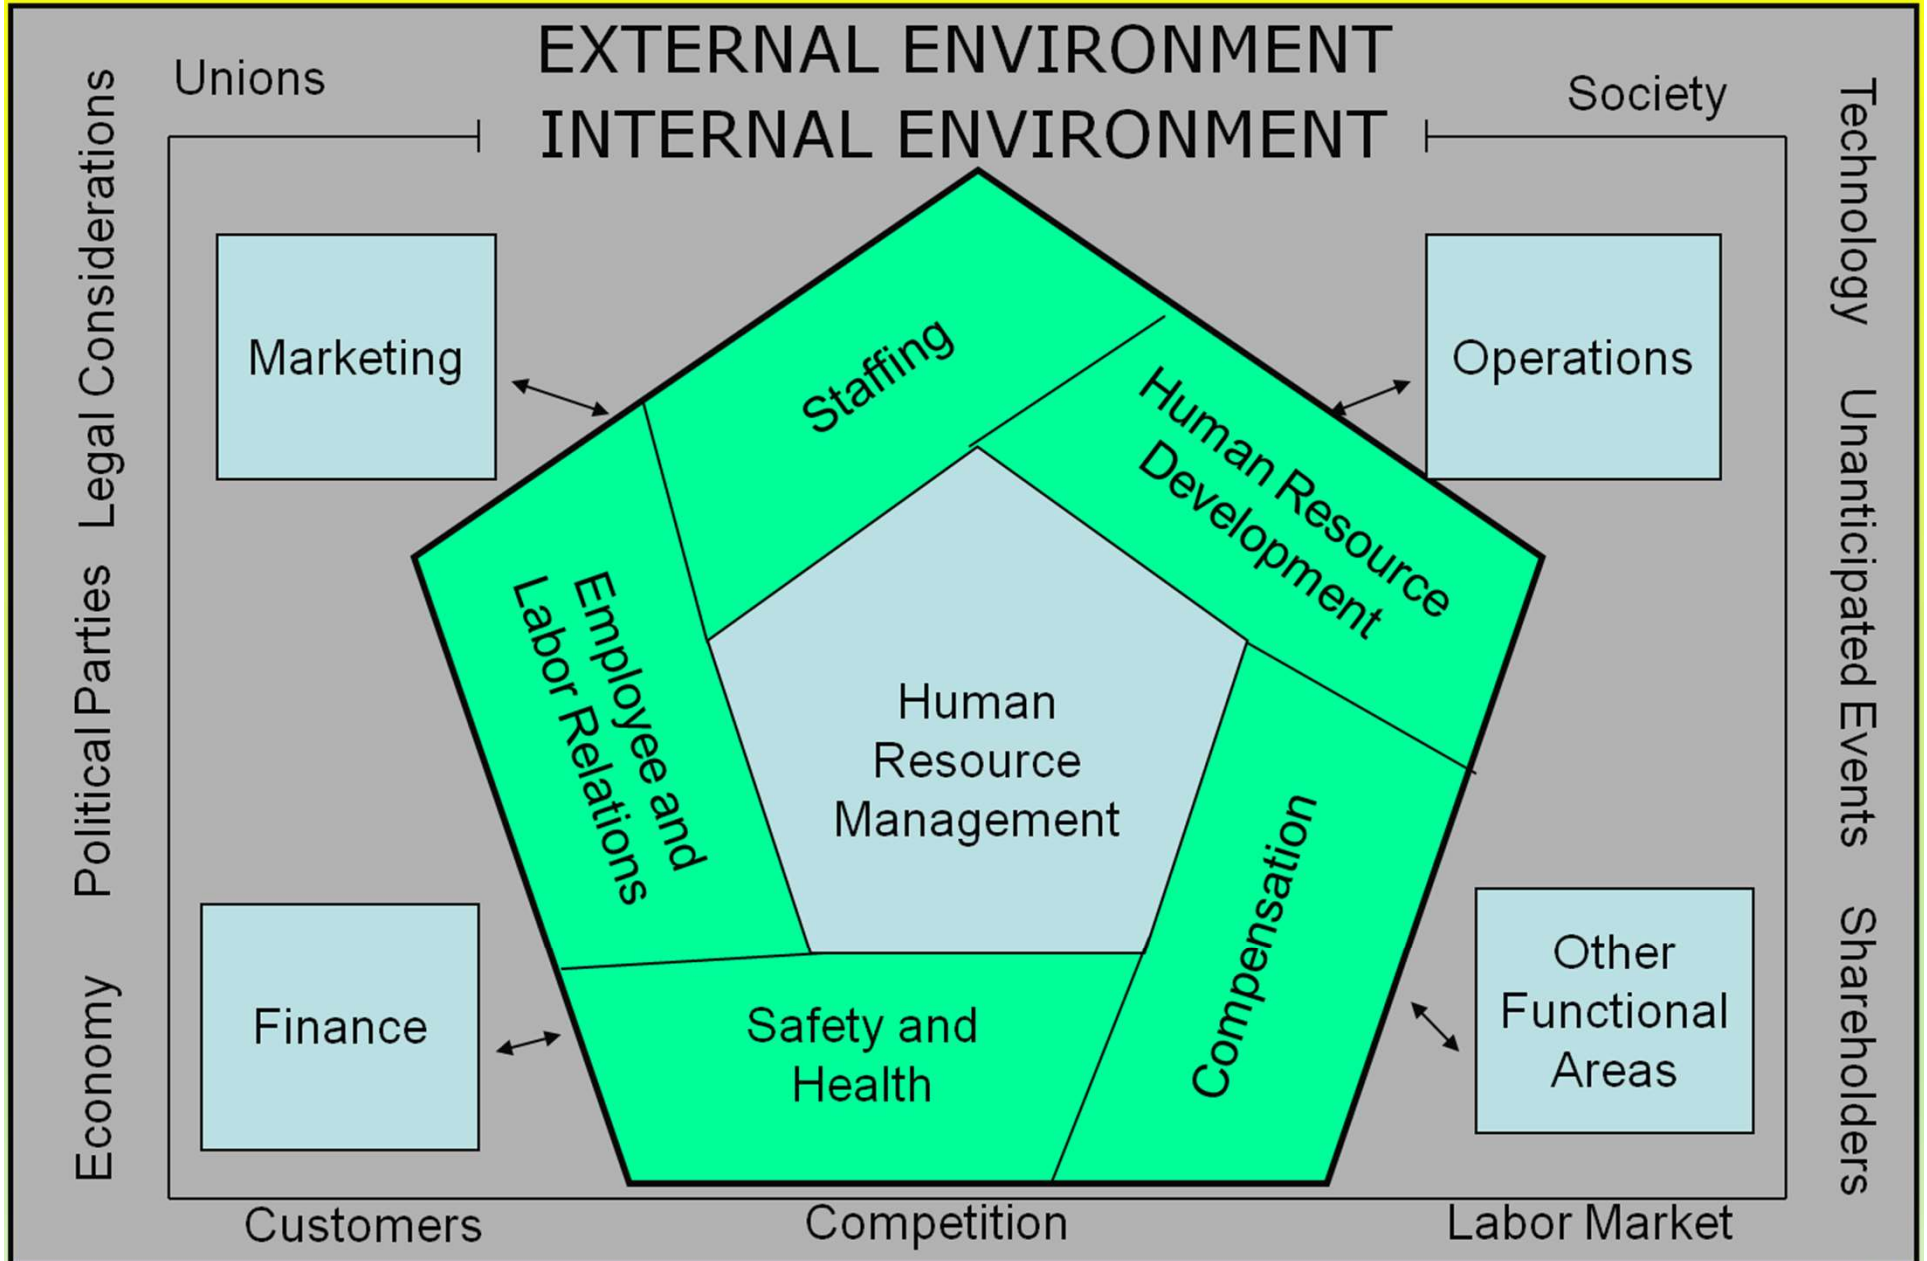 EXTERNAL ENVIRONMENT
INTERNAL ENVIRONMENT
Unions
Society
Legal Considerations
Political Parties
Economy
Technology
Unanticipated Events
Shareholders
Marketing
Operations
Staffing
Human Resource
Development
Employee and
Labor Relations
Human
Resource
Management
Compensation
Safety and
Health
Finance
Other
Functional
Areas
Customers
Competition
Labor Market